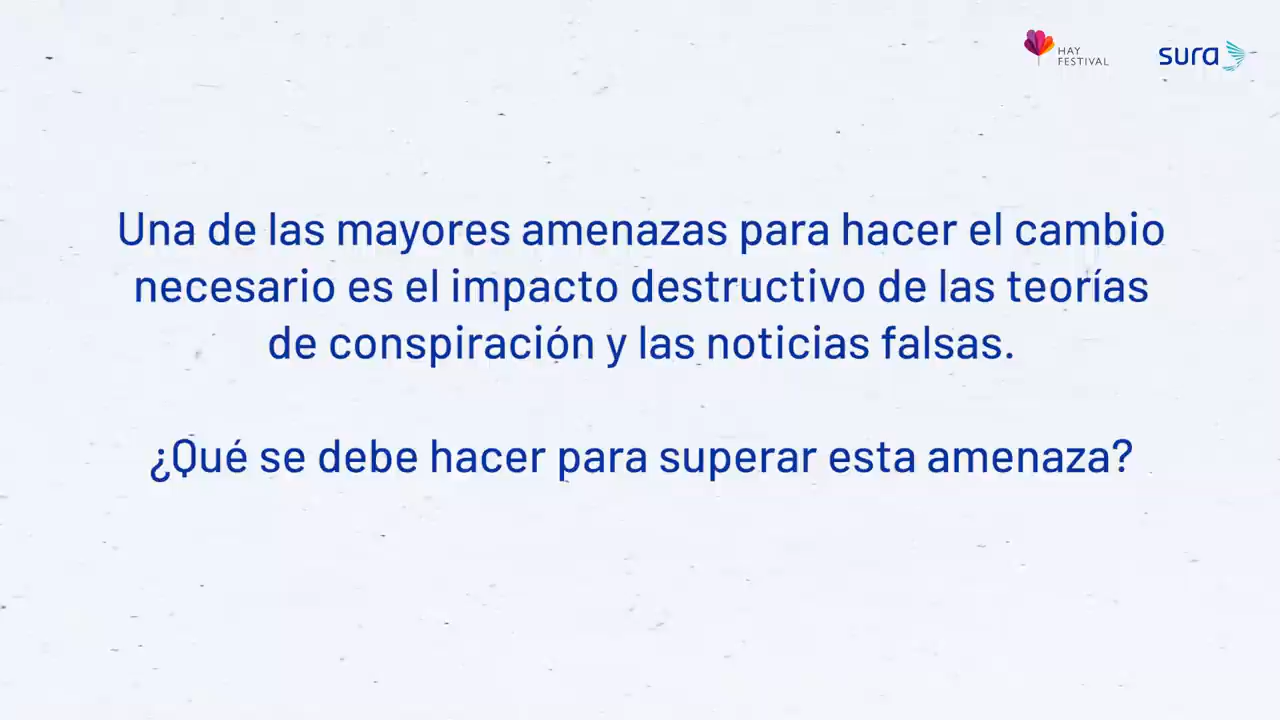 HAY
FESTIVAL
sura
Una de las mayores amenazas para hacer el cambio
necesario es el impacto destructivo de las teorías
de conspiración y las noticias falsas.
¿Qué se debe hacer para superar esta amenaza?